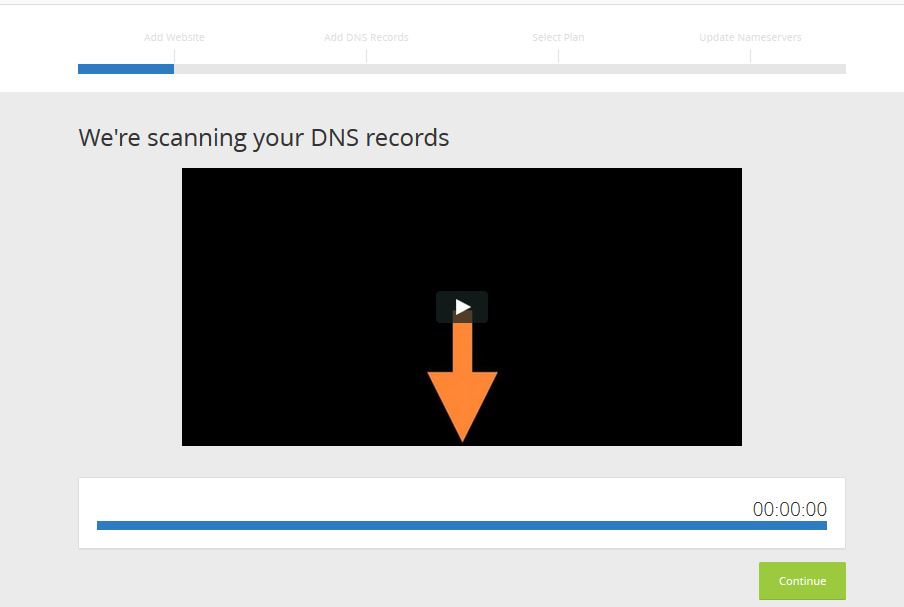 Add Website
Add DNS Records
Select Plan
Update Nameservers
We're scanning your DNS records
00:00:00
Continue